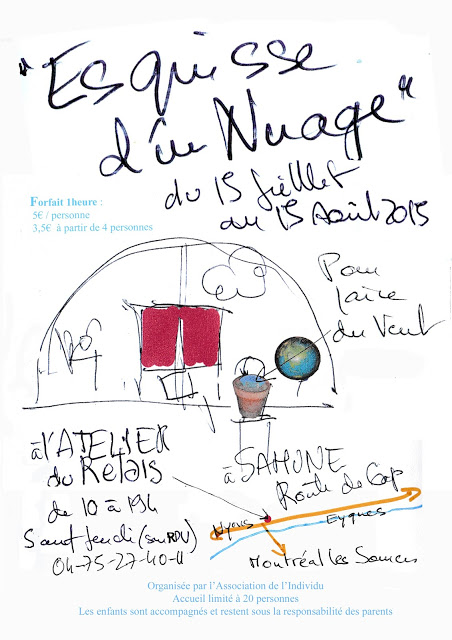 "Esquisse
d'un Nuage"
du 15 Juillet
au 15 Août 2015
Forfait 1heure :
5€ / personne
3,5€ à partir de 4 personnes
Pour
faire
du Vent
à l'ATELIER
du Relais
de 10 à 19h
Sauf Jeudi (sur RDV)
04-75-27-40-11
à SAHUNE
Route de Gap
Nyons
Eygues
Montréal les Sources
Organisée par l'Association de l'Individu
Accueil limité à 20 personnes
Les enfants sont accompagnés et restent sous la responsabilité des parents